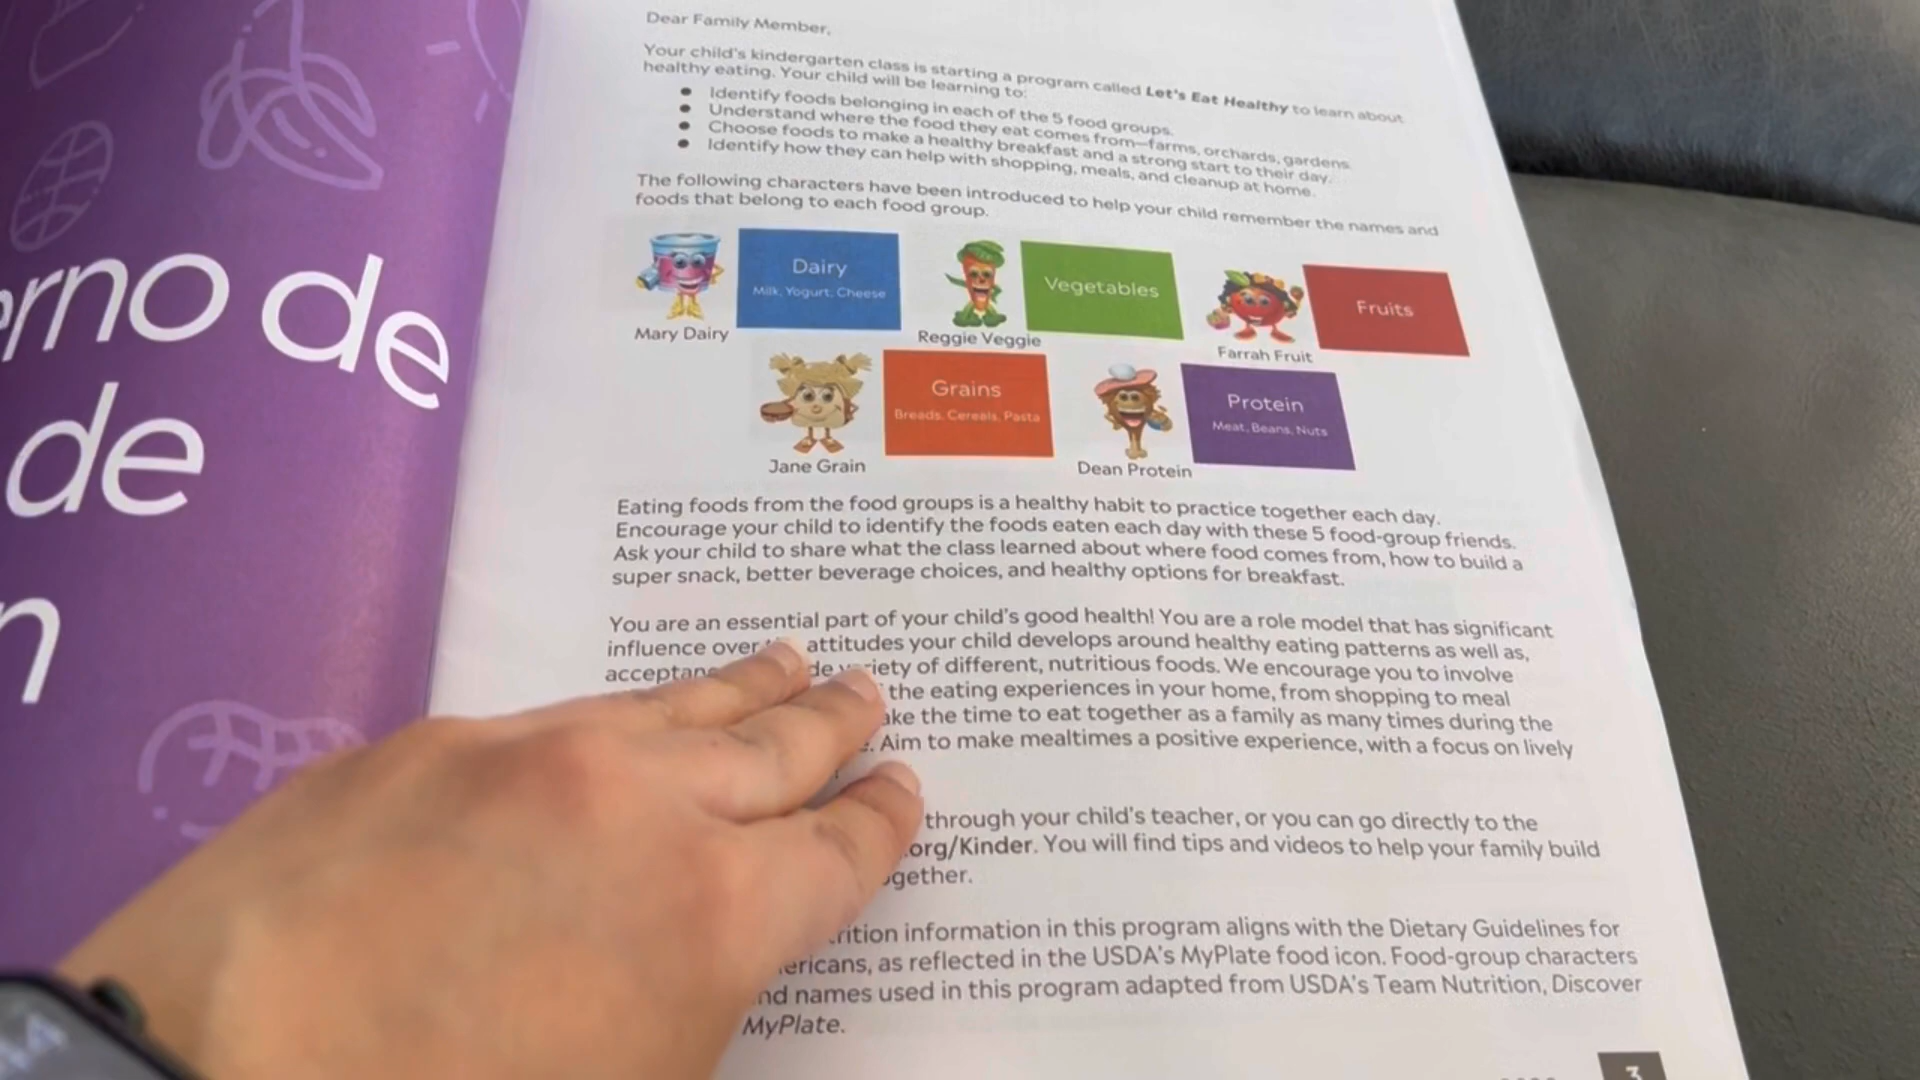 erno de
de
n
Dear Family Member,
Your child's kindergarten class is starting a program called Let's Eat Healthy to learn about
healthy eating. Your child will be learning to:
● Identify foods belonging in each of the 5 food groups.
● Understand where the food they eat comes from—farms, orchards, gardens.
● Choose foods to make a healthy breakfast and a strong start to their day.
● Identify how they can help with shopping, meals, and cleanup at home.
The following characters have been introduced to help your child remember the names and
foods that belong to each food group.
Dairy
Milk, Yogurt, Cheese
Mary Dairy
Vegetables
Reggie Veggie
Fruits
Farrah Fruit
Grains
Breads, Cereals, Pasta
Jane Grain
Protein
Meat, Beans, Nuts
Dean Protein
Eating foods from the food groups is a healthy habit to practice together each day.
Encourage your child to identify the foods eaten each day with these 5 food-group friends.
Ask your child to share what the class learned about where food comes from, how to build a
super snack, better beverage choices, and healthy options for breakfast.
You are an essential part of your child's good health! You are a role model that has significant
influence over attitudes your child develops around healthy eating patterns as well as,
variety of different, nutritious foods. We encourage you to involve
the eating experiences in your home, from shopping to meal
ake the time to eat together as a family as many times during the
. Aim to make mealtimes a positive experience, with a focus on lively
through your child's teacher, or you can go directly to the
.org/Kinder. You will find tips and videos to help your family build
gether.
rition information in this program aligns with the Dietary Guidelines for
ericans, as reflected in the USDA's MyPlate food icon. Food-group characters
nd names used in this program adapted from USDA's Team Nutrition, Discover
MyPlate.
3